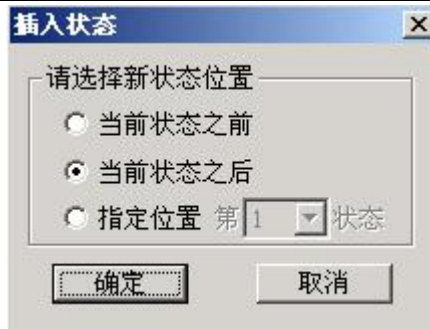 插入状态
请选择新状态位置
当前状态之前
当前状态之后
指定位置 第 1 状态
确定 取消